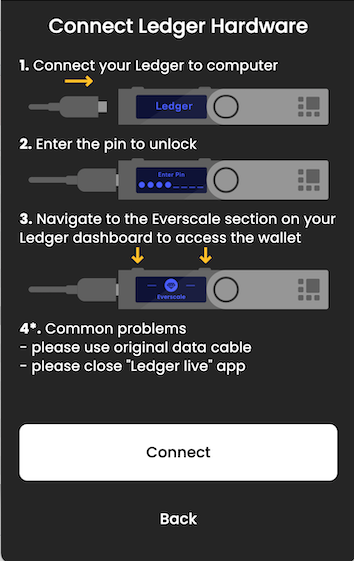 Connect Ledger Hardware
1. Connect your Ledger to computer
Ledger
2. Enter the pin to unlock
Enter Pin
3. Navigate to the Everscale section on your
Ledger dashboard to access the wallet
Everscale
4*. Common problems
- please use original data cable
- please close "Ledger live" app
Connect
Back